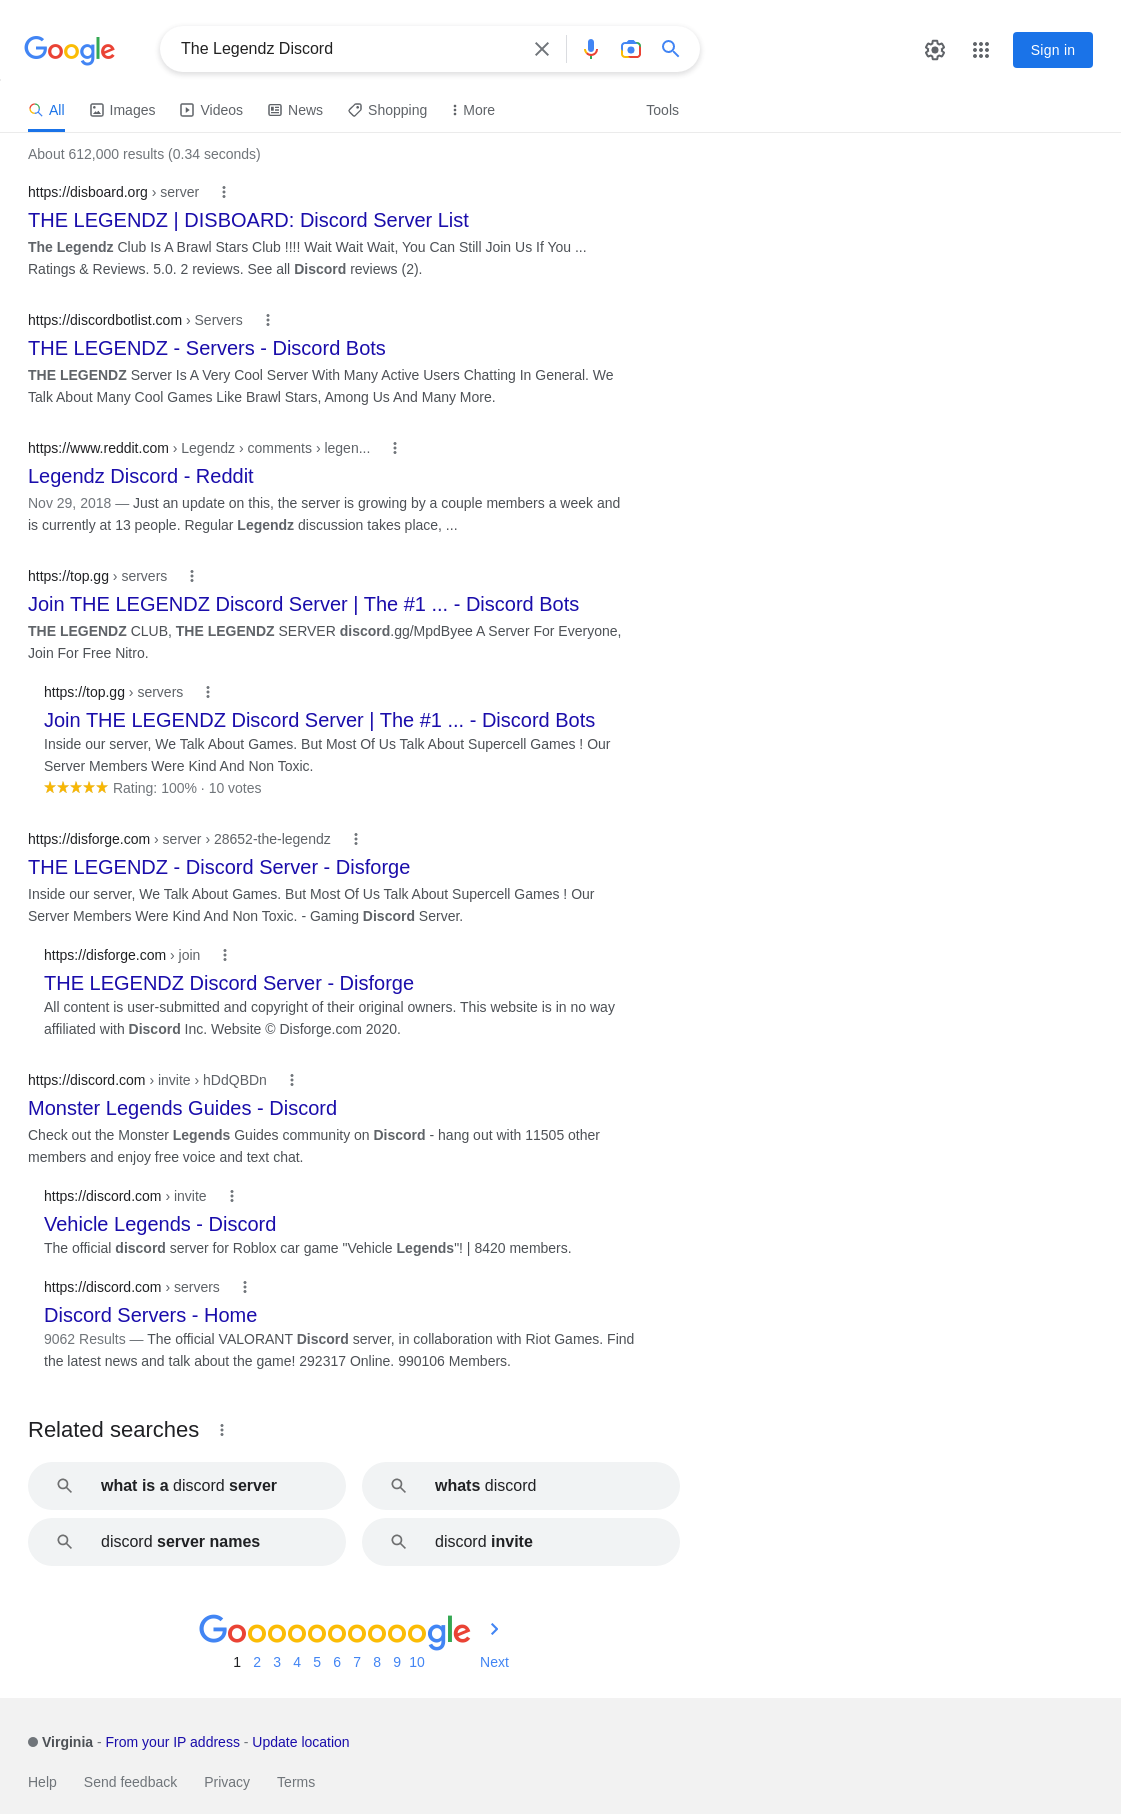 Google
The Legendz Discord
Sign in
All Images Videos News Shopping More Tools
About 612,000 results (0.34 seconds)
https://disboard.org › server
THE LEGENDZ | DISBOARD: Discord Server List
The Legendz Club Is A Brawl Stars Club !!!! Wait Wait Wait, You Can Still Join Us If You ...
Ratings & Reviews. 5.0. 2 reviews. See all Discord reviews (2).
https://discordbotlist.com › Servers
THE LEGENDZ - Servers - Discord Bots
THE LEGENDZ Server Is A Very Cool Server With Many Active Users Chatting In General. We
Talk About Many Cool Games Like Brawl Stars, Among Us And Many More.
https://www.reddit.com › Legendz › comments › legen...
Legendz Discord - Reddit
Nov 29, 2018 — Just an update on this, the server is growing by a couple members a week and
is currently at 13 people. Regular Legendz discussion takes place, ...
https://top.gg › servers
Join THE LEGENDZ Discord Server | The #1 ... - Discord Bots
THE LEGENDZ CLUB, THE LEGENDZ SERVER discord.gg/MpdByee A Server For Everyone,
Join For Free Nitro.
https://top.gg › servers
Join THE LEGENDZ Discord Server | The #1 ... - Discord Bots
Inside our server, We Talk About Games. But Most Of Us Talk About Supercell Games ! Our
Server Members Were Kind And Non Toxic.
Rating: 100% · 10 votes
https://disforge.com › server › 28652-the-legendz
THE LEGENDZ - Discord Server - Disforge
Inside our server, We Talk About Games. But Most Of Us Talk About Supercell Games ! Our
Server Members Were Kind And Non Toxic. - Gaming Discord Server.
https://disforge.com › join
THE LEGENDZ Discord Server - Disforge
All content is user-submitted and copyright of their original owners. This website is in no way
affiliated with Discord Inc. Website © Disforge.com 2020.
https://discord.com › invite › hDdQBDn
Monster Legends Guides - Discord
Check out the Monster Legends Guides community on Discord - hang out with 11505 other
members and enjoy free voice and text chat.
https://discord.com › invite
Vehicle Legends - Discord
The official discord server for Roblox car game "Vehicle Legends"! | 8420 members.
https://discord.com › servers
Discord Servers - Home
9062 Results — The official VALORANT Discord server, in collaboration with Riot Games. Find
the latest news and talk about the game! 292317 Online. 990106 Members.
Related searches
what is a discord server
whats discord
discord server names
discord invite
Goooooooooogle
1 2 3 4 5 6 7 8 9 10 Next
Virginia - From your IP address - Update location
Help Send feedback Privacy Terms